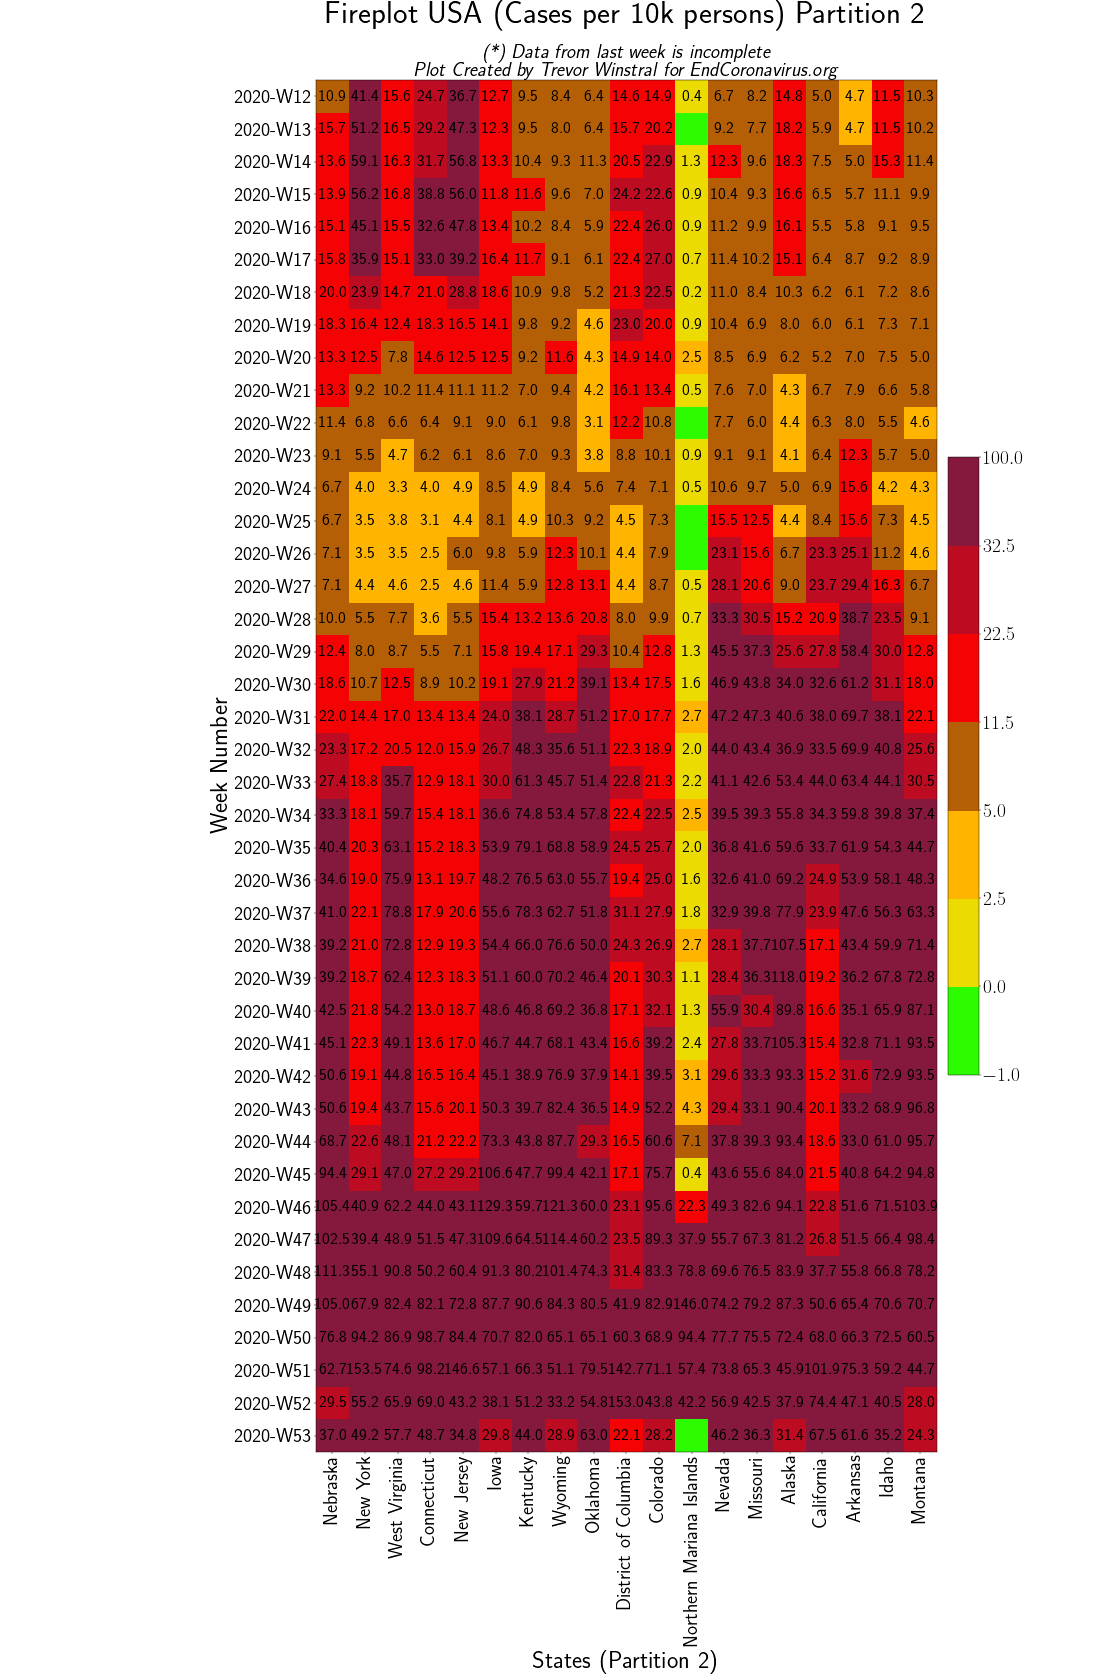 Fireplot USA (Cases per 10k persons) Partition 2
(*) Data from last week is incomplete
Plot Created by Trevor Winstral for EndCoronavirus.org
2020-W12 10.9 41.4 15.6 24.7 36.7 12.7 9.5 8.4 6.4 14.6 14.9 0.4 6.7 8.2 14.8 5.0 4.7 11.5 10.3
2020-W13 15.7 51.2 16.5 29.2 47.3 12.3 9.5 8.0 6.4 15.7 20.2 9.2 7.7 18.2 5.9 4.7 11.5 10.2
2020-W14 13.6 59.1 16.3 31.7 56.8 13.3 10.4 9.3 11.3 20.5 22.9 1.3 12.3 9.6 18.3 7.5 5.0 15.3 11.4
2020-W15 13.9 56.2 16.8 38.8 56.0 11.8 11.6 9.6 7.0 24.2 22.6 0.9 10.4 9.3 16.6 6.5 5.7 11.1 9.9
2020-W16 15.1 45.1 15.5 32.6 47.8 13.4 10.2 8.4 5.9 22.4 26.0 0.9 11.2 9.9 16.1 5.5 5.8 9.1 9.5
2020-W17 15.8 35.9 15.1 33.0 39.2 16.4 11.7 9.1 6.1 22.4 27.0 0.7 11.4 10.2 15.1 6.4 8.7 9.2 8.9
2020-W18 20.0 23.9 14.7 21.0 28.8 18.6 10.9 9.8 5.2 21.3 22.5 0.2 11.0 8.4 10.3 6.2 6.1 7.2 8.6
2020-W19 18.3 16.4 12.4 18.3 16.5 14.1 9.8 9.2 4.6 23.0 20.0 0.9 10.4 6.9 8.0 6.0 6.1 7.3 7.1
2020-W20 13.3 12.5 7.8 14.6 12.5 12.5 9.2 11.6 4.3 14.9 14.0 2.5 8.5 6.9 6.2 5.2 7.0 7.5 5.0
2020-W21 13.3 9.2 10.2 11.4 11.1 11.2 7.0 9.4 4.2 16.1 13.4 0.5 7.6 7.0 4.3 6.7 7.9 6.6 5.8
2020-W22 11.4 6.8 6.6 6.4 9.1 9.0 6.1 9.8 3.1 12.2 10.8 7.7 6.0 4.4 6.3 8.0 5.5 4.6
2020-W23 9.1 5.5 4.7 6.2 6.1 8.6 7.0 9.3 3.8 8.8 10.1 0.9 9.1 9.1 4.1 6.4 12.3 5.7 5.0
2020-W24 6.7 4.0 3.3 4.0 4.9 8.5 4.9 8.4 5.6 7.4 7.1 0.5 10.6 9.7 5.0 6.9 15.6 4.2 4.3
2020-W25 6.7 3.5 3.8 3.1 4.4 8.1 4.9 10.3 9.2 4.5 7.3 15.5 12.5 4.4 8.4 15.6 7.3 4.5
2020-W26 7.1 3.5 3.5 2.5 6.0 9.8 5.9 12.3 10.1 4.4 7.9 23.1 15.6 6.7 23.3 25.1 11.2 4.6
2020-W27 7.1 4.4 4.6 2.5 4.6 11.4 5.9 12.8 13.1 4.4 8.7 0.5 28.1 20.6 9.0 23.7 29.4 16.3 6.7
2020-W28 10.0 5.5 7.7 3.6 5.5 15.4 13.2 13.6 20.8 8.0 9.9 0.7 33.3 30.5 15.2 20.9 38.7 23.5 9.1
2020-W29 12.4 8.0 8.7 5.5 7.1 15.8 19.4 17.1 29.3 10.4 12.8 1.3 45.5 37.3 25.6 27.8 58.4 30.0 12.8
2020-W30 18.6 10.7 12.5 8.9 10.2 19.1 27.9 21.2 39.1 13.4 17.5 1.6 46.9 43.8 34.0 32.6 61.2 31.1 18.0
2020-W31 22.0 14.4 17.0 13.4 13.4 24.0 38.1 28.7 51.2 17.0 17.7 2.7 47.2 47.3 40.6 38.0 69.7 38.1 22.1
2020-W32 23.3 17.2 20.5 12.0 15.9 26.7 48.3 35.6 51.1 22.3 18.9 2.0 44.0 43.4 36.9 33.5 69.9 40.8 25.6
2020-W33 27.4 18.8 35.7 12.9 18.1 30.0 61.3 45.7 51.4 22.8 21.3 2.2 41.1 42.6 53.4 44.0 63.4 44.1 30.5
2020-W34 33.3 18.1 59.7 15.4 18.1 36.6 74.8 53.4 57.8 22.4 22.5 2.5 39.5 39.3 55.8 34.3 59.8 39.8 37.4
2020-W35 40.4 20.3 63.1 15.2 18.3 53.9 79.1 68.8 58.9 24.5 25.7 2.0 36.8 41.6 59.6 33.7 61.9 54.3 44.7
2020-W36 34.6 19.0 75.9 13.1 19.7 48.2 76.5 63.0 55.7 19.4 25.0 1.6 32.6 41.0 69.2 24.9 53.9 58.1 48.3
2020-W37 41.0 22.1 78.8 17.9 20.6 55.6 78.3 62.7 51.8 31.1 27.9 1.8 32.9 39.8 77.9 23.9 47.6 56.3 63.3
2020-W38 39.2 21.0 72.8 12.9 19.3 54.4 66.0 76.6 50.0 24.3 26.9 2.7 28.1 37.7 107.5 17.1 43.4 59.9 71.4
2020-W39 39.2 18.7 62.4 12.3 18.3 51.1 60.0 70.2 46.4 20.1 30.3 1.1 28.4 36.3 118.0 19.2 36.2 67.8 72.8
2020-W40 42.5 21.8 54.2 13.0 18.7 48.6 46.8 69.2 36.8 17.1 32.1 1.3 55.9 30.4 89.8 16.6 35.1 65.9 87.1
2020-W41 45.1 22.3 49.1 13.6 17.0 46.7 44.7 68.1 43.4 16.6 39.2 2.4 27.8 33.7 105.3 15.4 32.8 71.1 93.5
2020-W42 50.6 19.1 44.8 16.5 16.4 45.1 38.9 76.9 37.9 14.1 39.5 3.1 29.6 33.3 93.3 15.2 31.6 72.9 93.5
2020-W43 50.6 19.4 43.7 15.6 20.1 50.3 39.7 82.4 36.5 14.9 52.2 4.3 29.4 33.1 90.4 20.1 33.2 68.9 96.8
2020-W44 68.7 22.6 48.1 21.2 22.2 73.3 43.8 87.7 29.3 16.5 60.6 7.1 37.8 39.3 93.4 18.6 33.0 61.0 95.7
2020-W45 94.4 29.1 47.0 27.2 29.2 106.6 47.7 99.4 42.1 17.1 75.7 0.4 43.6 55.6 84.0 21.5 40.8 64.2 94.8
2020-W46 105.4 40.9 62.2 44.0 43.1 129.3 59.7 121.3 60.0 23.1 95.6 22.3 49.3 82.6 94.1 22.8 51.6 71.5 103.9
2020-W47 102.5 39.4 48.9 51.5 47.3 109.6 64.5 114.4 60.2 23.5 89.3 37.9 55.7 67.3 81.2 26.8 51.5 66.4 98.4
2020-W48 111.3 55.1 90.8 50.2 60.4 91.3 80.2 101.4 74.3 31.4 83.3 78.8 69.6 76.5 83.9 37.7 55.8 66.8 78.2
2020-W49 105.0 67.9 82.4 82.1 72.8 87.7 90.6 84.3 80.5 41.9 82.9 146.0 74.2 79.2 87.3 50.6 65.4 70.6 70.7
2020-W50 76.8 94.2 86.9 98.7 84.4 70.7 82.0 65.1 65.1 60.3 68.9 94.4 77.7 75.5 72.4 68.0 66.3 72.5 60.5
2020-W51 62.7 153.5 74.6 98.2 146.6 57.1 66.3 51.1 79.5 142.7 71.1 57.4 73.8 65.3 45.9 101.9 75.3 59.2 44.7
2020-W52 29.5 55.2 65.9 69.0 43.2 38.1 51.2 33.2 54.8 153.0 43.8 42.2 56.9 42.5 37.9 74.4 47.1 40.5 28.0
2020-W53 37.0 49.2 57.7 48.7 34.8 29.8 44.0 28.9 63.0 22.1 28.2 46.2 36.3 31.4 67.5 61.6 35.2 24.3
Week Number
Nebraska
New York
West Virginia
Connecticut
New Jersey
Iowa
Kentucky
Wyoming
Oklahoma
District of Columbia
Colorado
Northern Mariana Islands
Nevada
Missouri
Alaska
California
Arkansas
Idaho
Montana
States (Partition 2)
100.0
32.5
22.5
11.5
5.0
2.5
0.0
−1.0